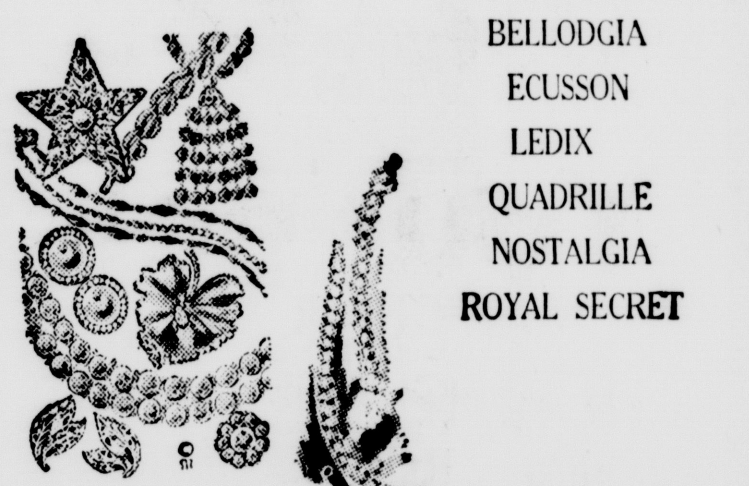 BELLODGIA
ECUSSON
LEDIX
QUADRILLE
NOSTALGIA
ROYAL SECRET